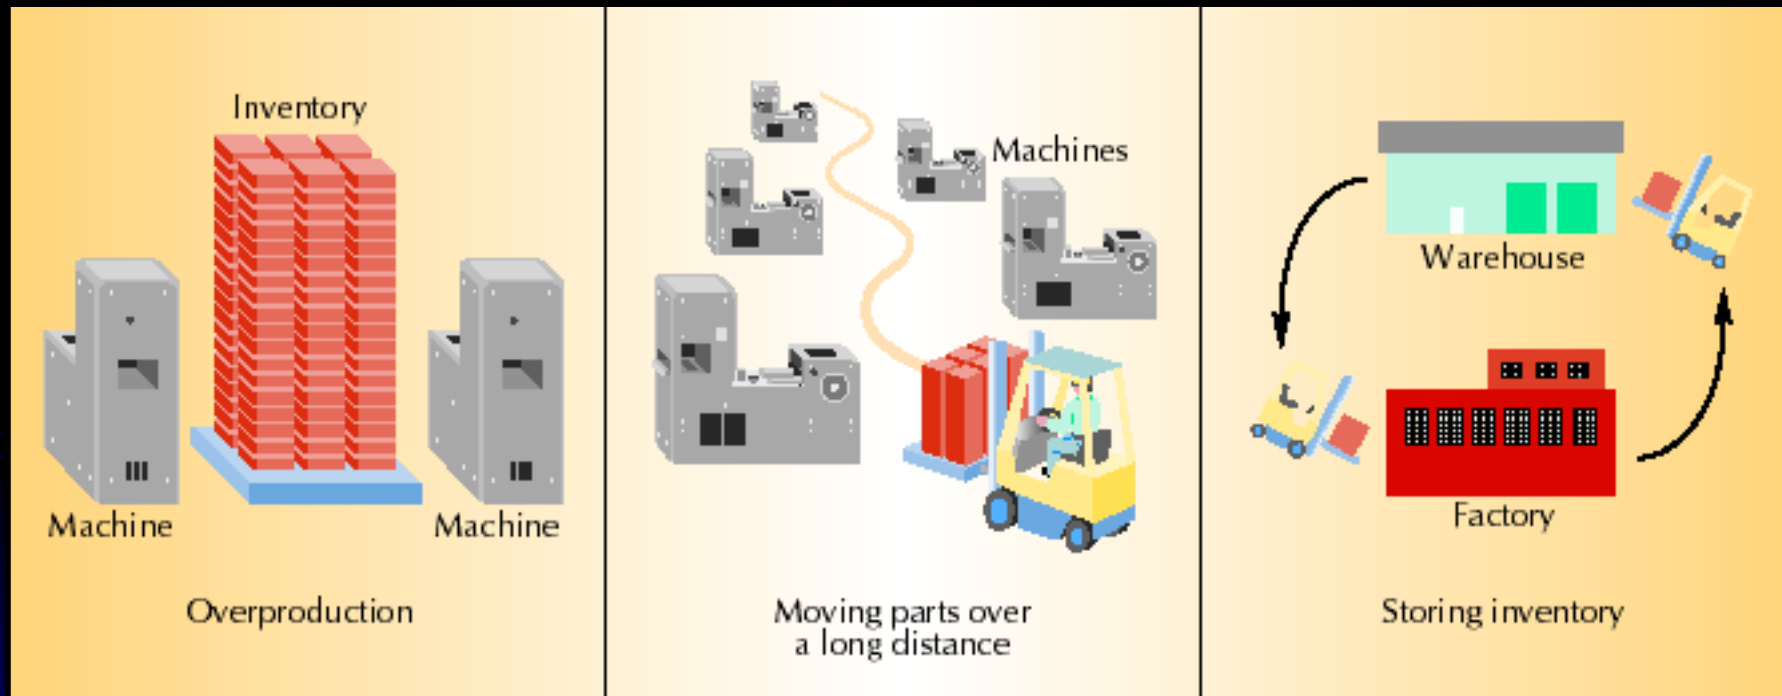 Inventory
Machine
Machine
Overproduction
Machines
Moving parts over
a long distance
Warehouse
Factory
Storing inventory